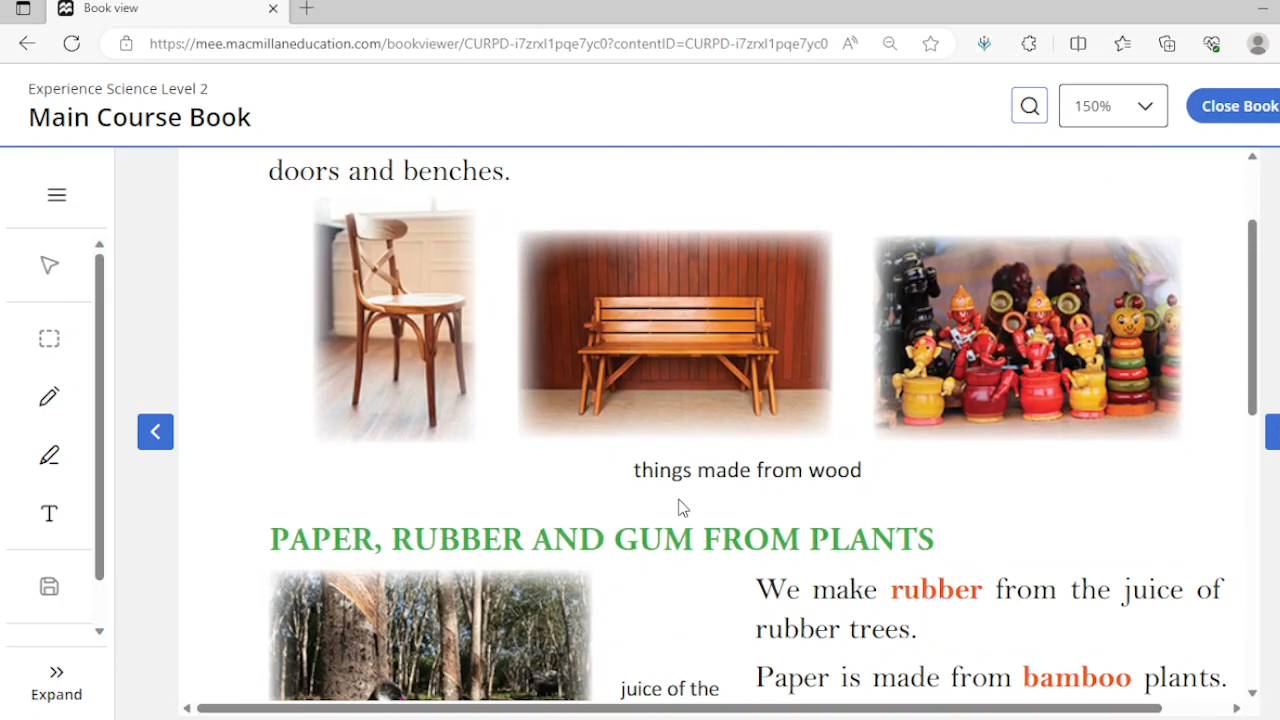 Book view
https://mee.macmillaneducation.com/bookviewer/CURPD-i7zrxl1pqe7yc0?contentID=CURPD-i7zrxl1pqe7yc0
Experience Science Level 2
Main Course Book
150%
Close Book
doors and benches.
things made from wood
PAPER, RUBBER AND GUM FROM PLANTS
We make rubber from the juice of
rubber trees.
Paper is made from bamboo plants.
juice of the
T
Expand